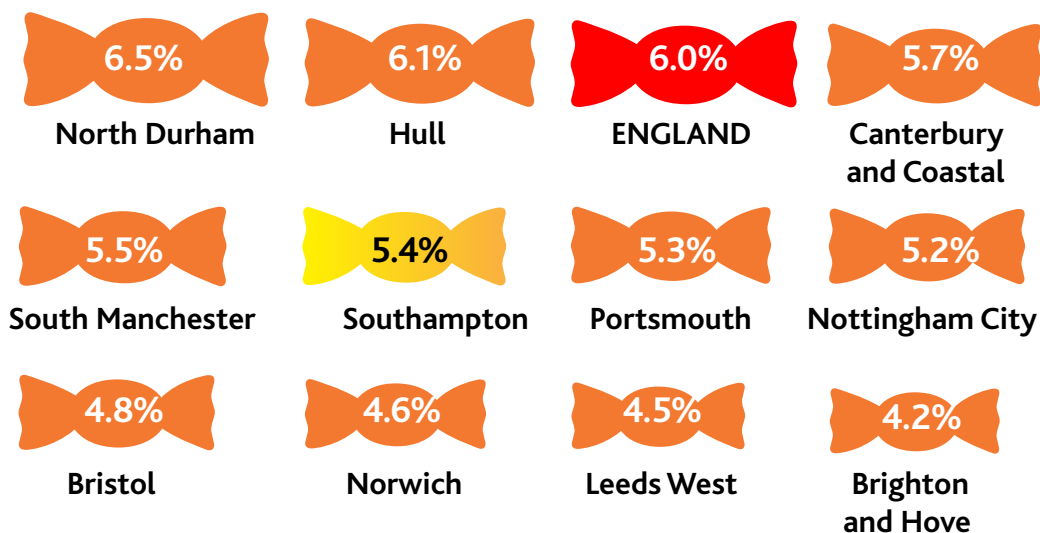 6.5% 6.1% 6.0% 5.7%
North Durham Hull ENGLAND Canterbury
and Coastal
5.5% 5.4% 5.3% 5.2%
South Manchester Southampton Portsmouth Nottingham City
4.8% 4.6% 4.5% 4.2%
Bristol Norwich Leeds West Brighton
and Hove